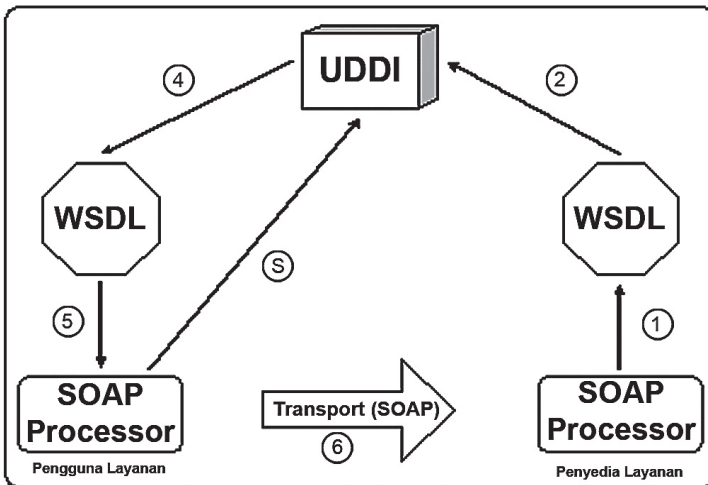 UDDI
4
2
WSDL
WSDL
S
5
1
SOAP
Processor
Transport (SOAP)
6
SOAP
Processor
Pengguna Layanan
Penyedia Layanan